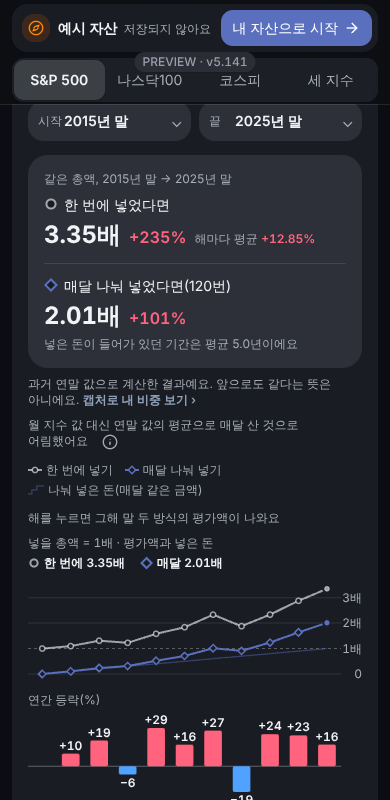 예시 자산 저장되지 않아요 내 자산으로 시작 →
PREVIEW · v5.141
S&P 500 나스닥100 코스피 세 지수
시작 2015년 말 끝 2025년 말
같은 총액, 2015년 말 → 2025년 말
한 번에 넣었다면
3.35배 +235% 해마다 평균 +12.85%
매달 나눠 넣었다면(120번)
2.01배 +101%
넣은 돈이 들어가 있던 기간은 평균 5.0년이에요
과거 연말 값으로 계산한 결과예요. 앞으로도 같다는 뜻은
아니에요. 캡처로 내 비중 보기 ›
월 지수 값 대신 연말 값의 평균으로 매달 산 것으로
어림했어요
한 번에 넣기 매달 나눠 넣기
나눠 넣은 돈(매달 같은 금액)
해를 누르면 그해 말 두 방식의 평가액이 나와요
넣을 총액 = 1배 · 평가액과 넣은 돈
한 번에 3.35배 매달 2.01배
3배
2배
1배
0
연간 등락(%)
+10 +19 −6 +29 +16 +27 −19 +24 +23 +16